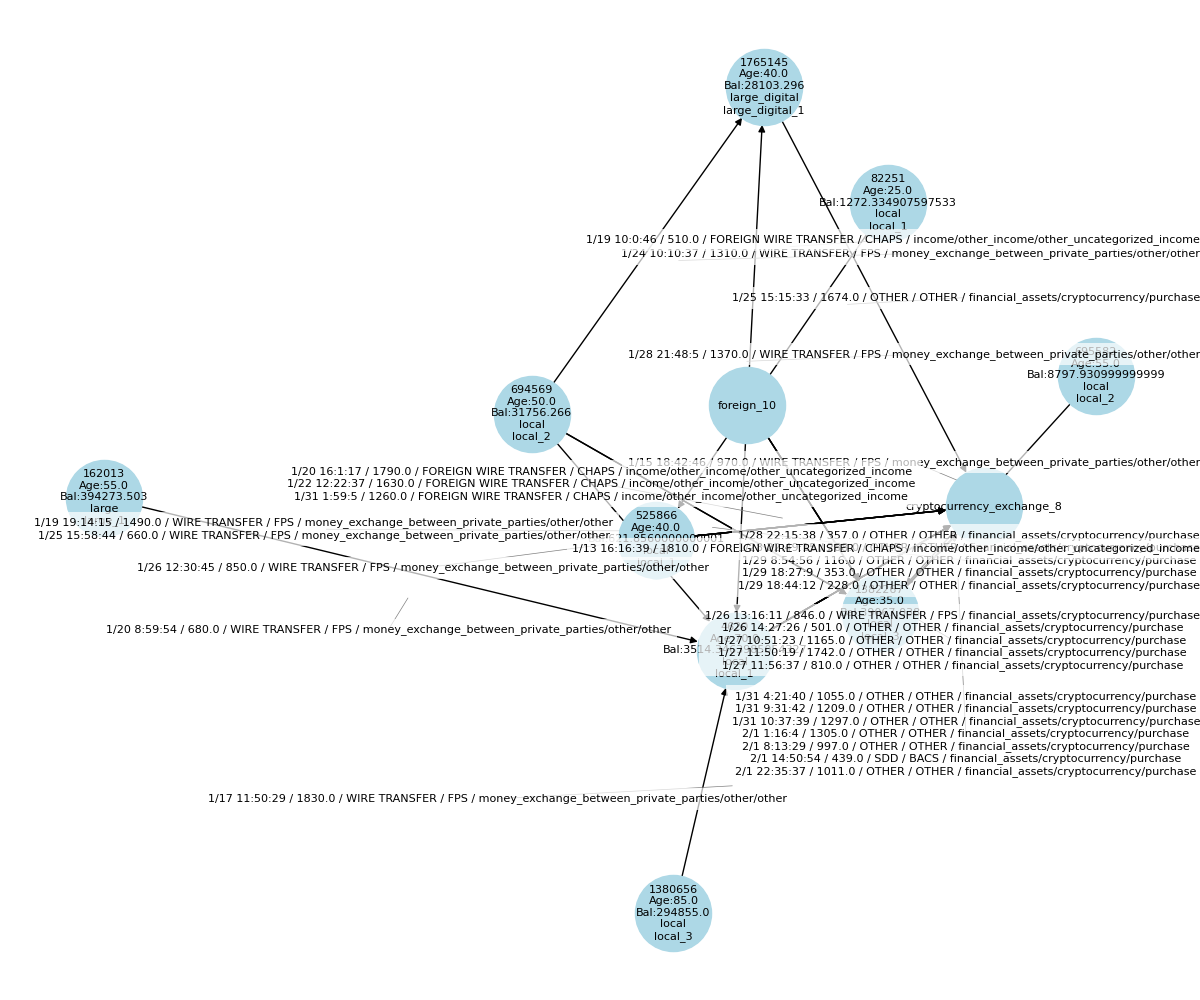 1765145
Age:40.0
Bal:28103.296
large_digital
large_digital_1
82251
Age:25.0
Bal:1272.334907597533
local
local_1
1/19 10:0:46 / 510.0 / FOREIGN WIRE TRANSFER / CHAPS / income/other_income/other_uncategorized_income
1/24 10:10:37 / 1310.0 / WIRE TRANSFER / FPS / money_exchange_between_private_parties/other/other
1/25 15:15:33 / 1674.0 / OTHER / OTHER / financial_assets/cryptocurrency/purchase
1/28 21:48:5 / 1370.0 / WIRE TRANSFER / FPS / money_exchange_between_private_parties/other/other
Bal:8797.930999999999
local
local_2
694569
Age:50.0
Bal:31756.266
local
local_2
foreign_10
1/15 18:42:46 / 970.0 / WIRE TRANSFER / FPS / money_exchange_between_private_parties/other/other
1/20 16:1:17 / 1790.0 / FOREIGN WIRE TRANSFER / CHAPS / income/other_income/other_uncategorized_income
1/22 12:22:37 / 1630.0 / FOREIGN WIRE TRANSFER / CHAPS / income/other_income/other_uncategorized_income
1/31 1:59:5 / 1260.0 / FOREIGN WIRE TRANSFER / CHAPS / income/other_income/other_uncategorized_income
162013
Age:55.0
Bal:394273.503
large
cryptocurrency_exchange_8
525866
Age:40.0
1/19 19:14:15 / 1490.0 / WIRE TRANSFER / FPS / money_exchange_between_private_parties/other/other
1/25 15:58:44 / 660.0 / WIRE TRANSFER / FPS / money_exchange_between_private_parties/other/other
1/28 22:15:38 / 357.0 / OTHER / OTHER / financial_assets/cryptocurrency/purchase
1/13 16:16:39 / 1810.0 / FOREIGN WIRE TRANSFER / CHAPS / income/other_income/other_uncategorized_income
1/29 8:54:56 / 116.0 / OTHER / OTHER / financial_assets/cryptocurrency/purchase
1/26 12:30:45 / 850.0 / WIRE TRANSFER / FPS / money_exchange_between_private_parties/other/other
1/29 18:27:9 / 353.0 / OTHER / OTHER / financial_assets/cryptocurrency/purchase
1/29 18:44:12 / 228.0 / OTHER / OTHER / financial_assets/cryptocurrency/purchase
Age:35.0
1/26 13:16:11 / 846.0 / WIRE TRANSFER / FPS / financial_assets/cryptocurrency/purchase
1/26 14:27:26 / 501.0 / OTHER / OTHER / financial_assets/cryptocurrency/purchase
1/20 8:59:54 / 680.0 / WIRE TRANSFER / FPS / money_exchange_between_private_parties/other/other
1/27 10:51:23 / 1165.0 / OTHER / OTHER / financial_assets/cryptocurrency/purchase
1/27 11:50:19 / 1742.0 / OTHER / OTHER / financial_assets/cryptocurrency/purchase
1/27 11:56:37 / 810.0 / OTHER / OTHER / financial_assets/cryptocurrency/purchase
local_1
1/31 4:21:40 / 1055.0 / OTHER / OTHER / financial_assets/cryptocurrency/purchase
1/31 9:31:42 / 1209.0 / OTHER / OTHER / financial_assets/cryptocurrency/purchase
1/31 10:37:39 / 1297.0 / OTHER / OTHER / financial_assets/cryptocurrency/purchase
2/1 1:16:4 / 1305.0 / OTHER / OTHER / financial_assets/cryptocurrency/purchase
2/1 8:13:29 / 997.0 / OTHER / OTHER / financial_assets/cryptocurrency/purchase
2/1 14:50:54 / 439.0 / SDD / BACS / financial_assets/cryptocurrency/purchase
2/1 22:35:37 / 1011.0 / OTHER / OTHER / financial_assets/cryptocurrency/purchase
1/17 11:50:29 / 1830.0 / WIRE TRANSFER / FPS / money_exchange_between_private_parties/other/other
1380656
Age:85.0
Bal:294855.0
local
local_3